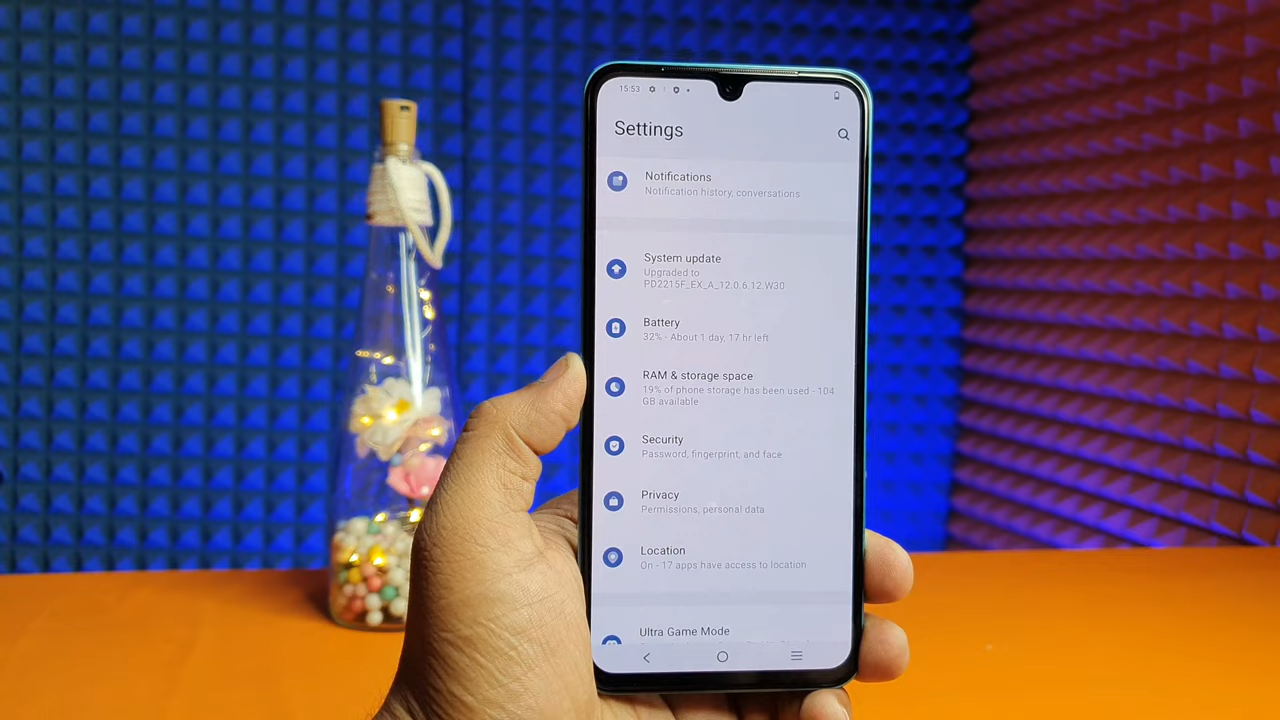 15:53
Settings
Notifications
Notification history, conversations
System update
Upgraded to
PD2215F_EX_A_12.0.6.12.W30
Battery
32% - About 1 day, 17 hr left
RAM & storage space
19% of phone storage has been used - 104
GB available
Security
Password, fingerprint, and face
Privacy
Permissions, personal data
Location
On - 17 apps have access to location
Ultra Game Mode